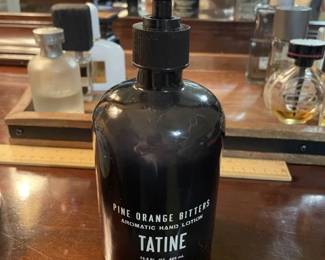 PINE ORANGE BITTERS
AROMATIC HAND LOTION
TATINE